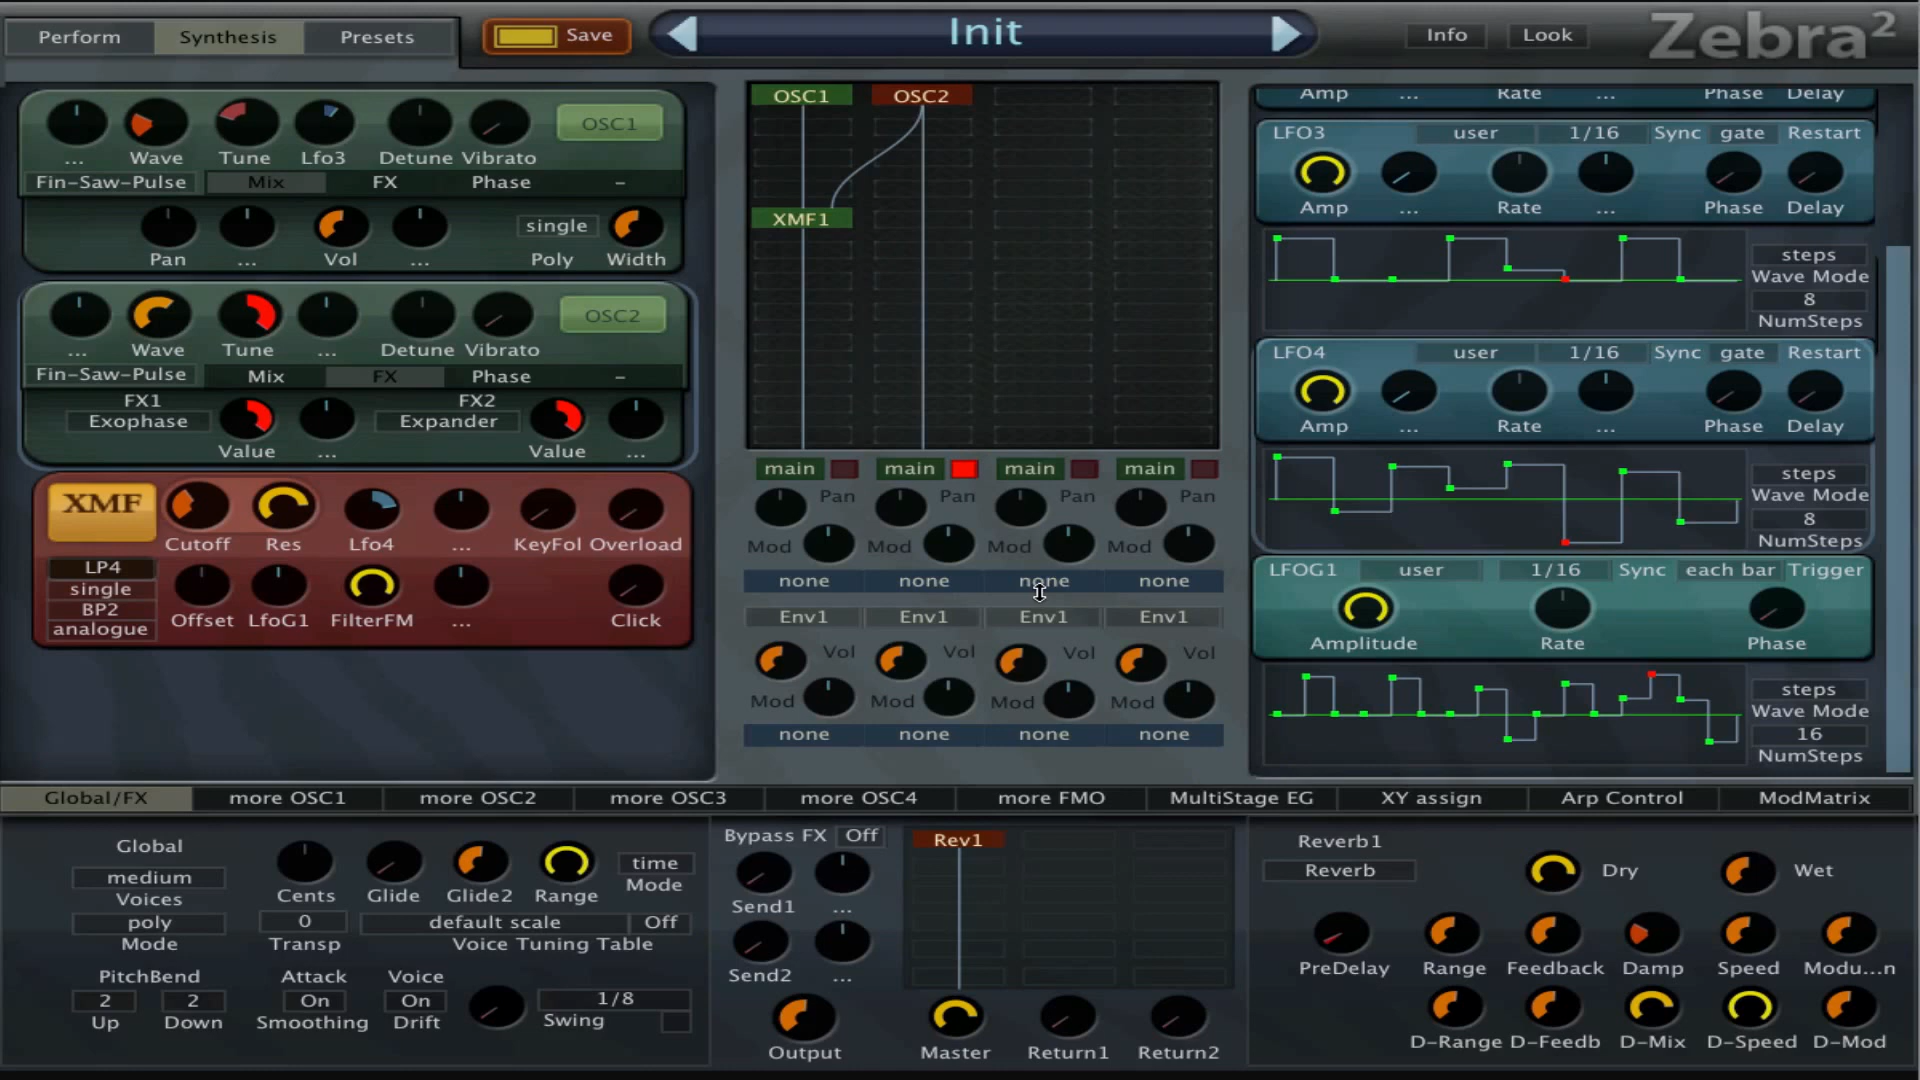 Perform Synthesis Presets Save Init Info Look Zebra²
... Wave Tune Lfo3 Detune Vibrato OSC1
Fin-Saw-Pulse Mix FX Phase –
single
Pan ... Vol ... Poly Width
OSC2
... Wave Tune ... Detune Vibrato
Fin-Saw-Pulse Mix FX Phase –
FX1 FX2
Exophase Expander
Value ... Value ...
XMF
Cutoff Res Lfo4 ... KeyFol Overload
LP4
single
BP2
analogue
Offset LfoG1 FilterFM ... Click
OSC1 OSC2
XMF1
main main main main
Pan Pan Pan Pan
Mod Mod Mod Mod
none none none none
Env1 Env1 Env1 Env1
Vol Vol Vol Vol
Mod Mod Mod Mod
none none none none
Amp ... Rate ... Phase Delay
LFO3 user 1/16 Sync gate Restart
Amp ... Rate ... Phase Delay
steps
Wave Mode
8
NumSteps
LFO4 user 1/16 Sync gate Restart
Amp ... Rate ... Phase Delay
steps
Wave Mode
8
NumSteps
LFOG1 user 1/16 Sync each bar Trigger
Amplitude Rate Phase
steps
Wave Mode
16
NumSteps
Global/FX more OSC1 more OSC2 more OSC3 more OSC4 more FMO MultiStage EG XY assign Arp Control ModMatrix
Global
medium
Voices
poly
Mode
Cents Glide Glide2 Range
time
Mode
0 default scale Off
Transp Voice Tuning Table
PitchBend Attack Voice
2 2 On On 1/8
Up Down Smoothing Drift Swing
Bypass FX Off
Send1 ...
Send2 ...
Rev1
Output Master Return1 Return2
Reverb1
Reverb Dry Wet
PreDelay Range Feedback Damp Speed Modu...n
D-Range D-Feedb D-Mix D-Speed D-Mod